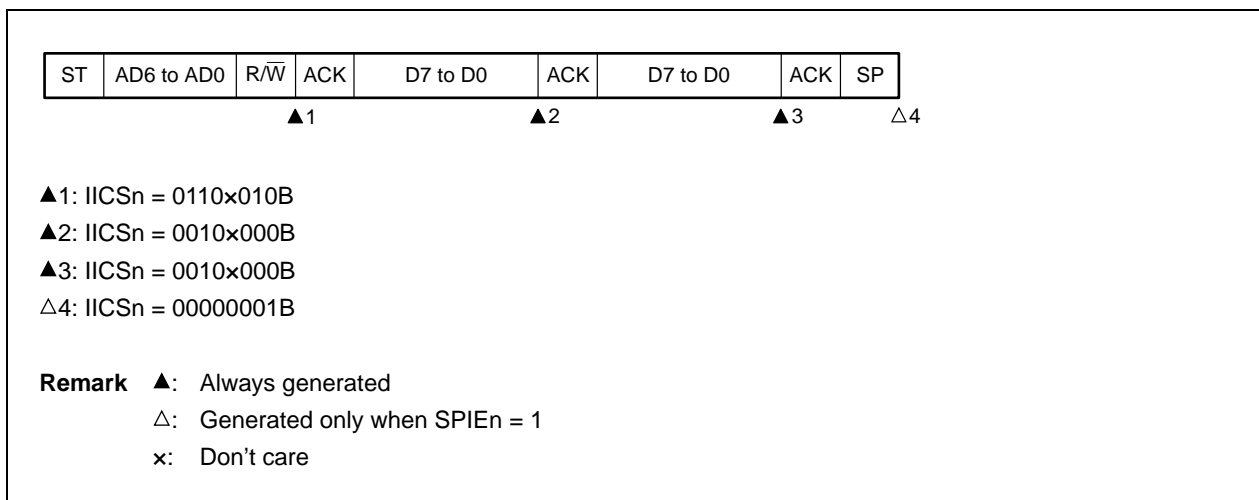 ST AD6 to AD0 R/W̅ ACK D7 to D0 ACK D7 to D0 ACK SP
▲1 ▲2 ▲3 △4
▲1: IICSn = 0110×010B
▲2: IICSn = 0010×000B
▲3: IICSn = 0010×000B
△4: IICSn = 00000001B
Remark ▲: Always generated
△: Generated only when SPIEn = 1
×: Don't care